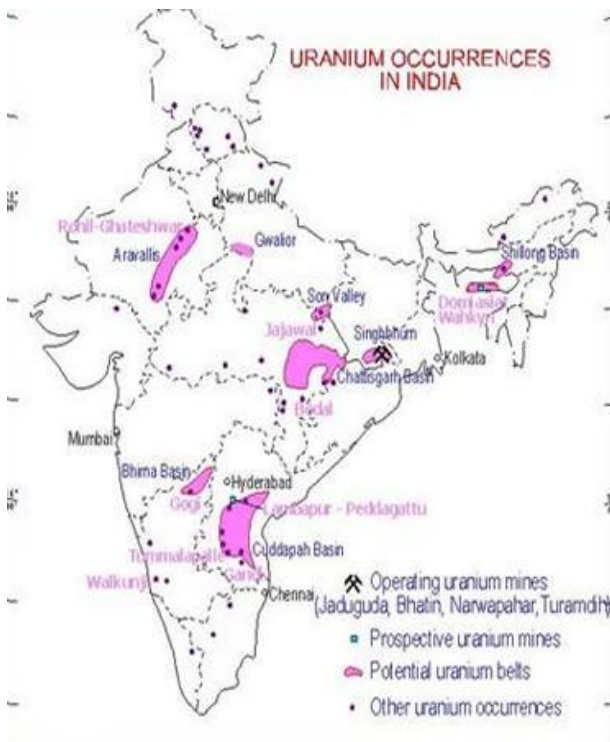 URANIUM OCCURRENCES
IN INDIA
New Delhi
Rohil-Ghateshwar
Aravallis
Gwalior
Shillong Basin
Son Valley
Domiasiat
Wahkyn
Jajawal
Singhbhum
Kolkata
Chattisgarh Basin
Bodal
Mumbai
Bhima Basin
Hyderabad
Gogi
Lambapur - Peddagattu
Tummalapalle
Cuddapah Basin
Gandi
Walkunji
Chennai
Operating uranium mines
(Jaduguda, Bhatin, Narwapahar, Turamdih)
Prospective uranium mines
Potential uranium belts
Other uranium occurrences